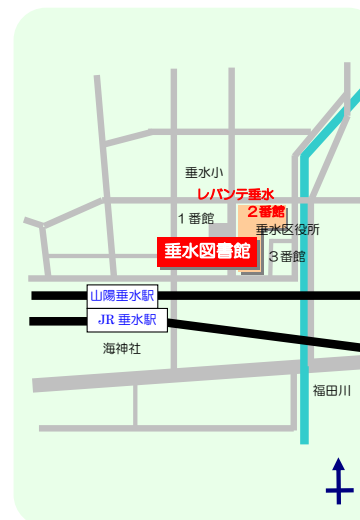 垂水小
レバンテ垂水
２番館
１番館
垂水区役所
垂水図書館
３番館
山陽垂水駅
JR 垂水駅
海神社
福田川